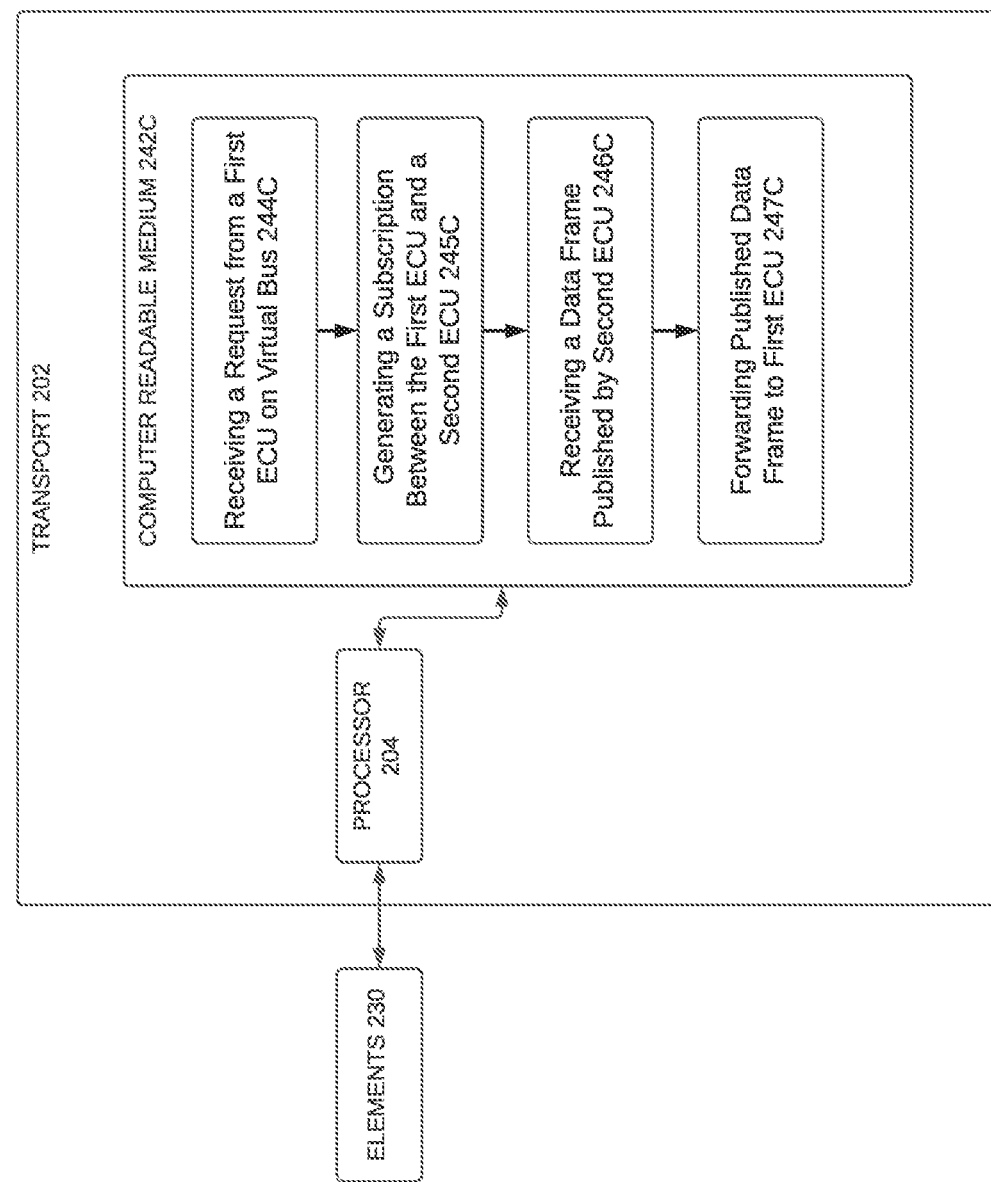 TRANSPORT 202
COMPUTER READABLE MEDIUM 242C
Receiving a Request from a First
ECU on Virtual Bus 244C
Generating a Subscription
Between the First ECU and a
Second ECU 245C
Receiving a Data Frame
Published by Second ECU 246C
Forwarding Published Data
Frame to First ECU 247C
PROCESSOR
204
ELEMENTS 230